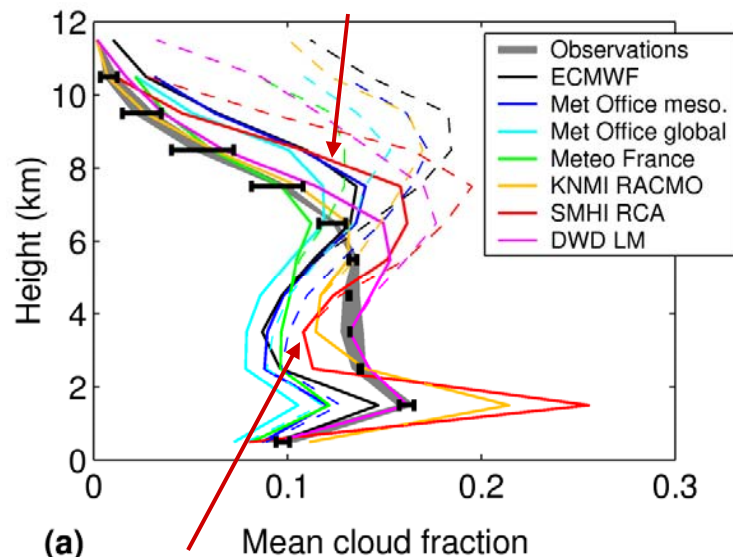 12
10
8
6
4
2
0
Height (km)
Observations
ECMWF
Met Office meso.
Met Office global
Meteo France
KNMI RACMO
SMHI RCA
DWD LM
0
0.1
0.2
0.3
(a)
Mean cloud fraction